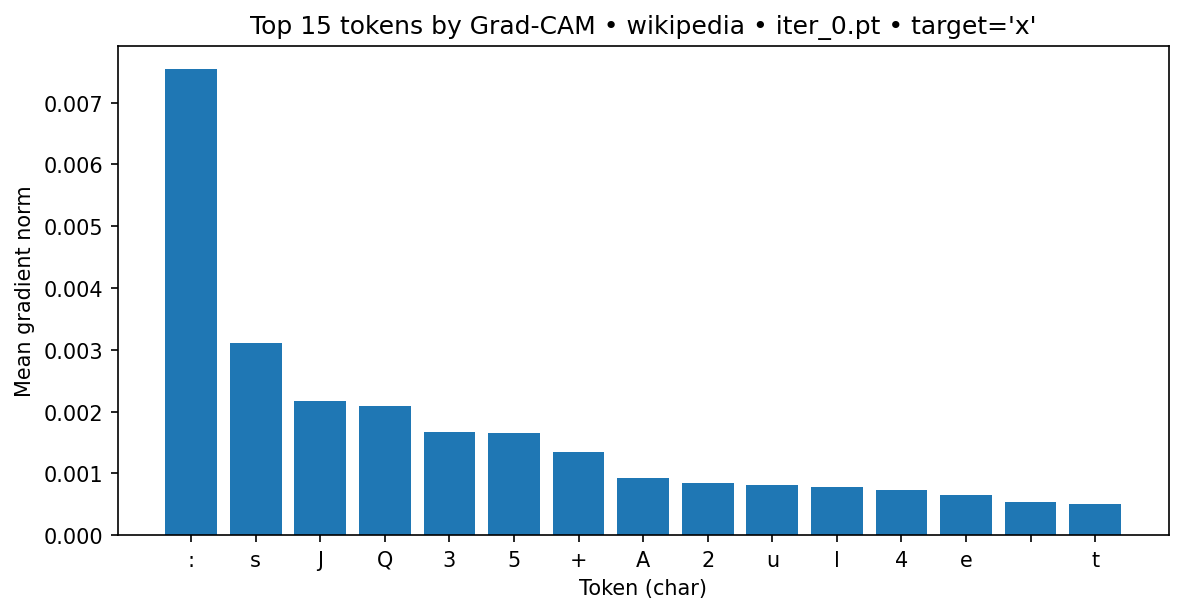 Top 15 tokens by Grad-CAM • wikipedia • iter_0.pt • target='x'
Mean gradient norm
0.007
0.006
0.005
0.004
0.003
0.002
0.001
0.000
: s J Q 3 5 + A 2 u l 4 e t
Token (char)